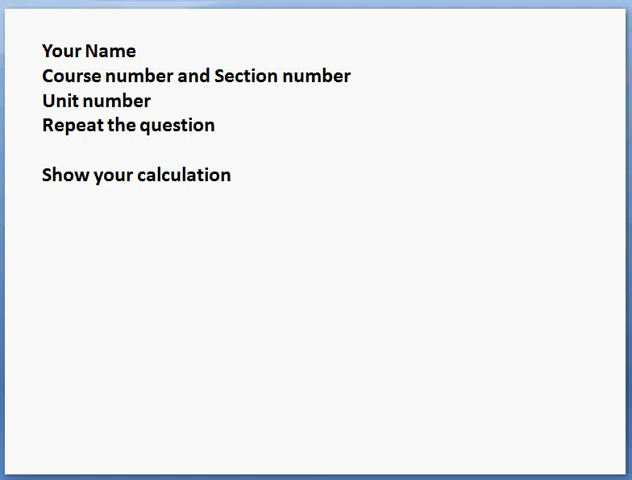 Your Name
Course number and Section number
Unit number
Repeat the question
Show your calculation